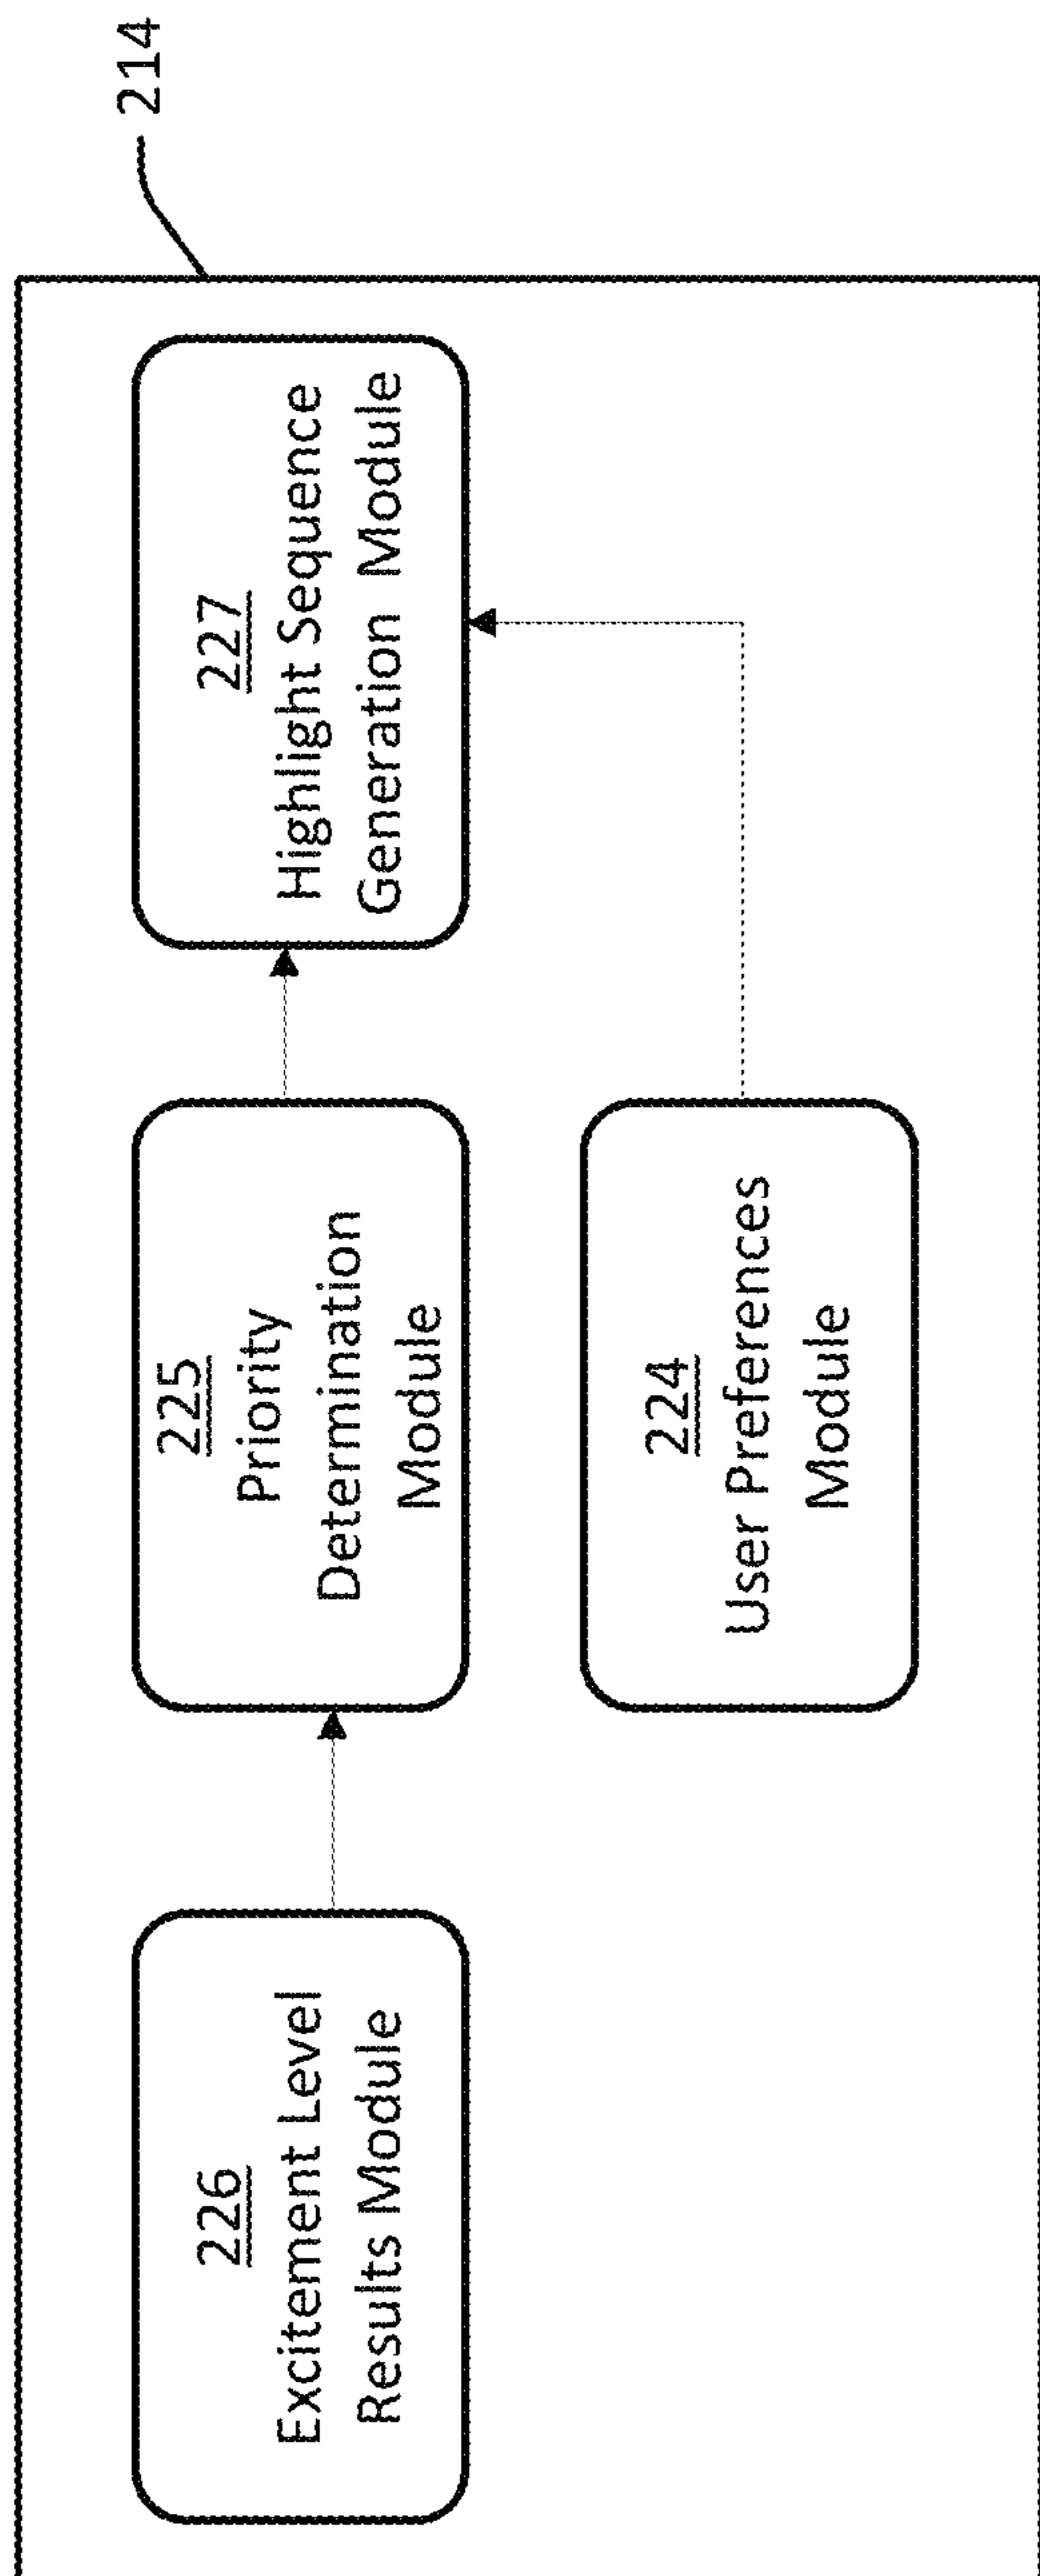 214
226
Excitement Level
Results Module
225
Priority
Determination
Module
227
Highlight Sequence
Generation Module
224
User Preferences
Module